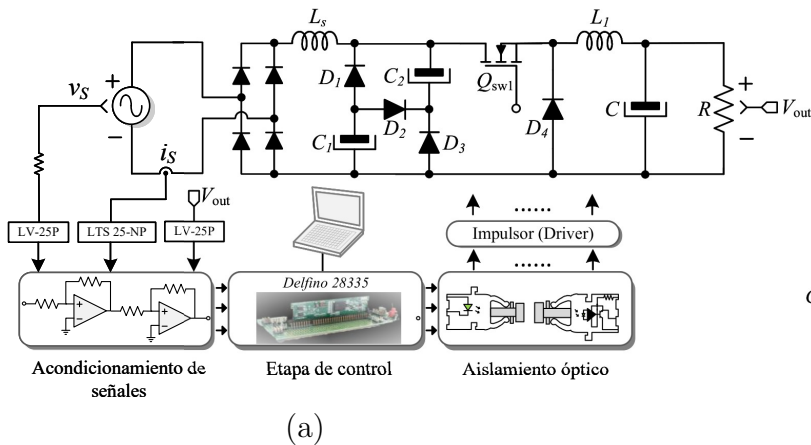 L_s
L_1
D_1
C_2
Q_sw1
v_S
+
−
D_2
C_1
D_3
D_4
C
R
+
−
V_out
i_S
V_out
LV-25P
LTS 25-NP
LV-25P
......
Impulsor (Driver)
......
Delfino 28335
+
−
+
−
Acondicionamiento de
señales
Etapa de control
Aislamiento óptico
(a)